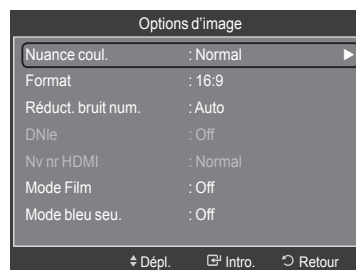 Options d'image
Nuance coul. : Normal
Format : 16:9
Réduct. bruit num. : Auto
DNIe : Off
Nv nr HDMI : Normal
Mode Film : Off
Mode bleu seu. : Off
Dépl. Intro. Retour